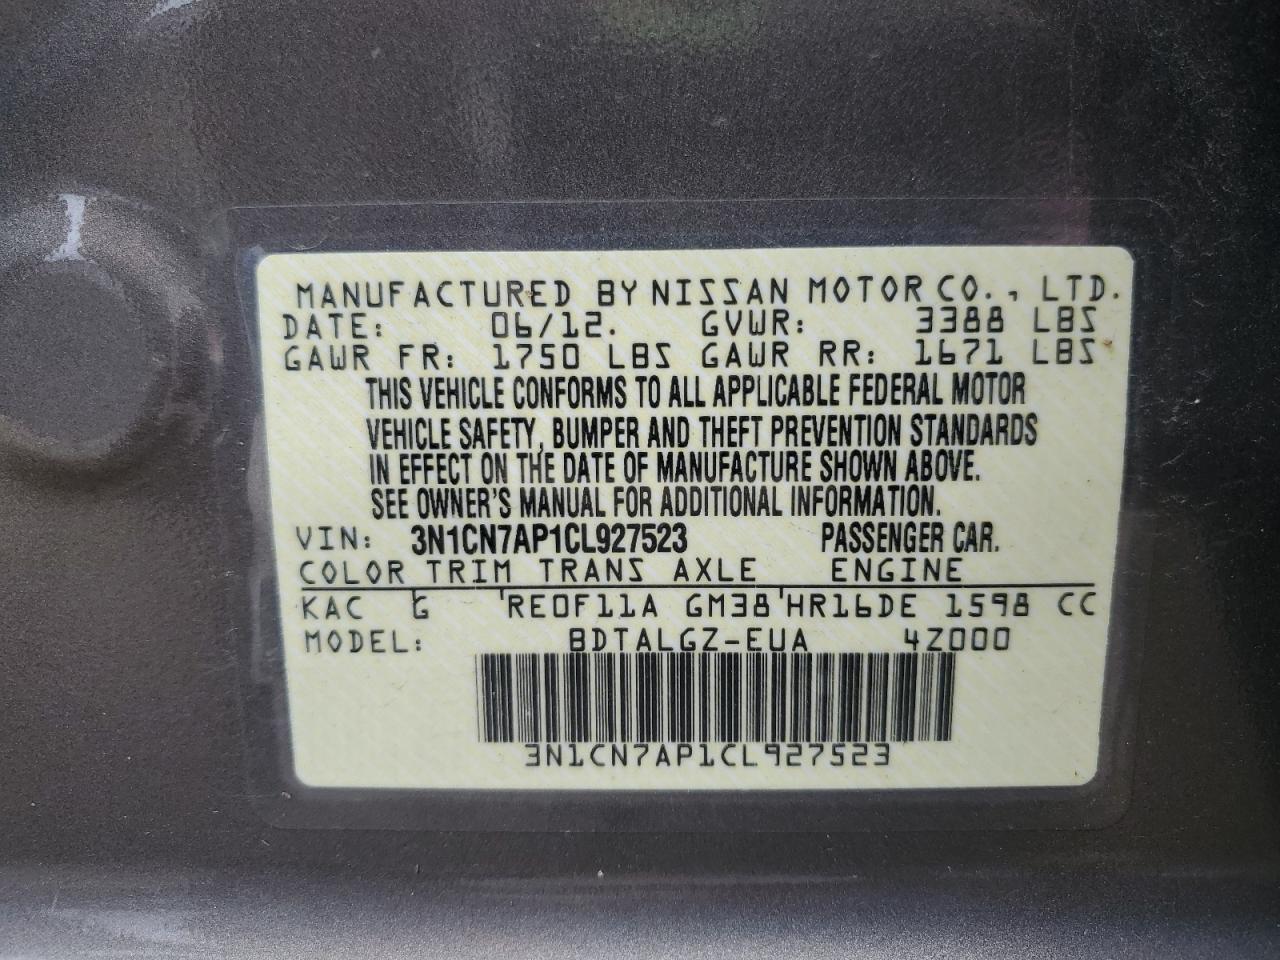 MANUFACTURED BY NISSAN MOTOR CO., LTD.
DATE: 06/12. GVWR: 3388 LBS
GAWR FR: 1750 LBS GAWR RR: 1671 LBS
THIS VEHICLE CONFORMS TO ALL APPLICABLE FEDERAL MOTOR
VEHICLE SAFETY, BUMPER AND THEFT PREVENTION STANDARDS
IN EFFECT ON THE DATE OF MANUFACTURE SHOWN ABOVE.
SEE OWNER'S MANUAL FOR ADDITIONAL INFORMATION.
VIN: 3N1CN7AP1CL927523 PASSENGER CAR.
COLOR TRIM TRANS AXLE ENGINE
KAC G 'RE0F11A GM38'HR16DE 1598 CC
MODEL: BDTALGZ-EUA 4Z000
3N1CN7AP1CL927523